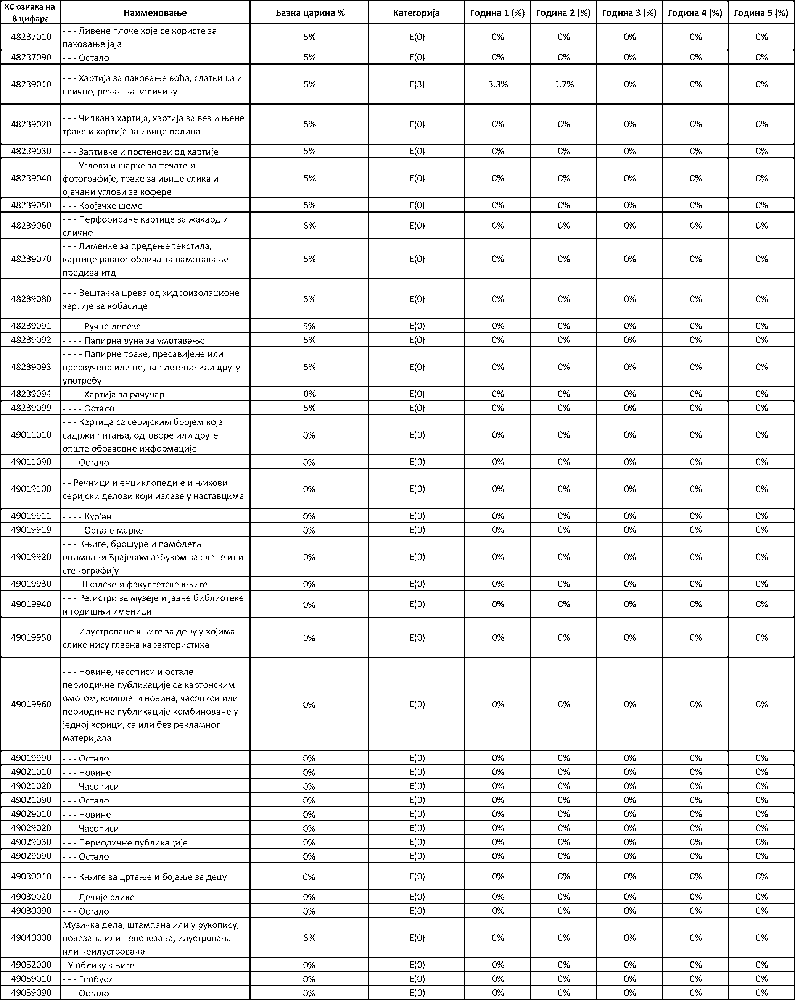 ХС ознака на 8 цифара Наименовање Базна царина % Категорија Година 1 (%) Година 2 (%) Година 3 (%) Година 4 (%) Година 5 (%)
48237010 - - - Ливене плоче које се користе за 5% E(0) 0% 0% 0% 0% 0%
паковање јаја
48237090 - - - Остало 5% E(0) 0% 0% 0% 0% 0%
48239010 - - - Хартија за паковање воћа, слаткиша и 5% E(3) 3.3% 1.7% 0% 0% 0%
слично, резан на величину
48239020 - - - Чипкана хартија, хартија за вез и њене 5% E(0) 0% 0% 0% 0% 0%
траке и хартија за ивице полица
48239030 - - - Заптивке и прстенови од хартије 5% E(0) 0% 0% 0% 0% 0%
48239040 - - - Углови и шарке за печате и 5% E(0) 0% 0% 0% 0% 0%
фотографије, траке за ивице слика и
ојачани углови за кофере
48239050 - - - Кројачке шеме 5% E(0) 0% 0% 0% 0% 0%
48239060 - - - Перфориране картице за жакард и 5% E(0) 0% 0% 0% 0% 0%
слично
48239070 - - - Лименке за предење текстила; 5% E(0) 0% 0% 0% 0% 0%
картице равног облика за намотавање
предива итд
48239080 - - - Вештачка црева од хидроизолационе 5% E(0) 0% 0% 0% 0% 0%
хартије за кобасице
48239091 - - - - Ручне лепезе 5% E(0) 0% 0% 0% 0% 0%
48239092 - - - - Папирна вуна за умотавање 5% E(0) 0% 0% 0% 0% 0%
48239093 - - - - Папирне траке, пресавијене или 5% E(0) 0% 0% 0% 0% 0%
пресвучене или не, за плетење или другу
употребу
48239094 - - - - Хартија за рачунар 0% E(0) 0% 0% 0% 0% 0%
48239099 - - - - Остало 5% E(0) 0% 0% 0% 0% 0%
49011010 - - - Картица са серијским бројем која 0% E(0) 0% 0% 0% 0% 0%
садржи питања, одговоре или друге
опште образовне информације
49011090 - - - Остало 0% E(0) 0% 0% 0% 0% 0%
49019100 - - Речници и енциклопедије и њихови 0% E(0) 0% 0% 0% 0% 0%
серијски делови који излазе у наставцима
49019911 - - - - Кур'ан 0% E(0) 0% 0% 0% 0% 0%
49019919 - - - - Остале марке 0% E(0) 0% 0% 0% 0% 0%
49019920 - - - Књиге, брошуре и памфлети 0% E(0) 0% 0% 0% 0% 0%
штампани Брајевом азбуком за слепе или
стенографију
49019930 - - - Школске и факултетске књиге 0% E(0) 0% 0% 0% 0% 0%
49019940 - - - Регистри за музеје и јавне библиотеке 0% E(0) 0% 0% 0% 0% 0%
и годишњи именици
49019950 - - - Илустроване књиге за децу у којима 0% E(0) 0% 0% 0% 0% 0%
слике нису главна карактеристика
49019960 - - - Новине, часописи и остале 0% E(0) 0% 0% 0% 0% 0%
периодичне публикације са картонским
омотом, комплети новина, часописи или
периодичне публикације комбиноване у
једној корици, са или без рекламног
материјала
49019990 - - - Остало 0% E(0) 0% 0% 0% 0% 0%
49021010 - - - Новине 0% E(0) 0% 0% 0% 0% 0%
49021020 - - - Часописи 0% E(0) 0% 0% 0% 0% 0%
49021090 - - - Остало 0% E(0) 0% 0% 0% 0% 0%
49029010 - - - Новине 0% E(0) 0% 0% 0% 0% 0%
49029020 - - - Часописи 0% E(0) 0% 0% 0% 0% 0%
49029030 - - - Периодичне публикације 0% E(0) 0% 0% 0% 0% 0%
49029090 - - - Остало 0% E(0) 0% 0% 0% 0% 0%
49030010 - - - Књиге за цртање и бојање за децу 0% E(0) 0% 0% 0% 0% 0%
49030020 - - - Дечије слике 0% E(0) 0% 0% 0% 0% 0%
49030090 - - - Остало 0% E(0) 0% 0% 0% 0% 0%
49040000 Музичка дела, штампана или у рукопису, 5% E(0) 0% 0% 0% 0% 0%
повезана или неповезана, илустрована
или неилустрована
49052000 - У облику књиге 0% E(0) 0% 0% 0% 0% 0%
49059010 - - - Глобуси 0% E(0) 0% 0% 0% 0% 0%
49059090 - - - Остало 0% E(0) 0% 0% 0% 0% 0%